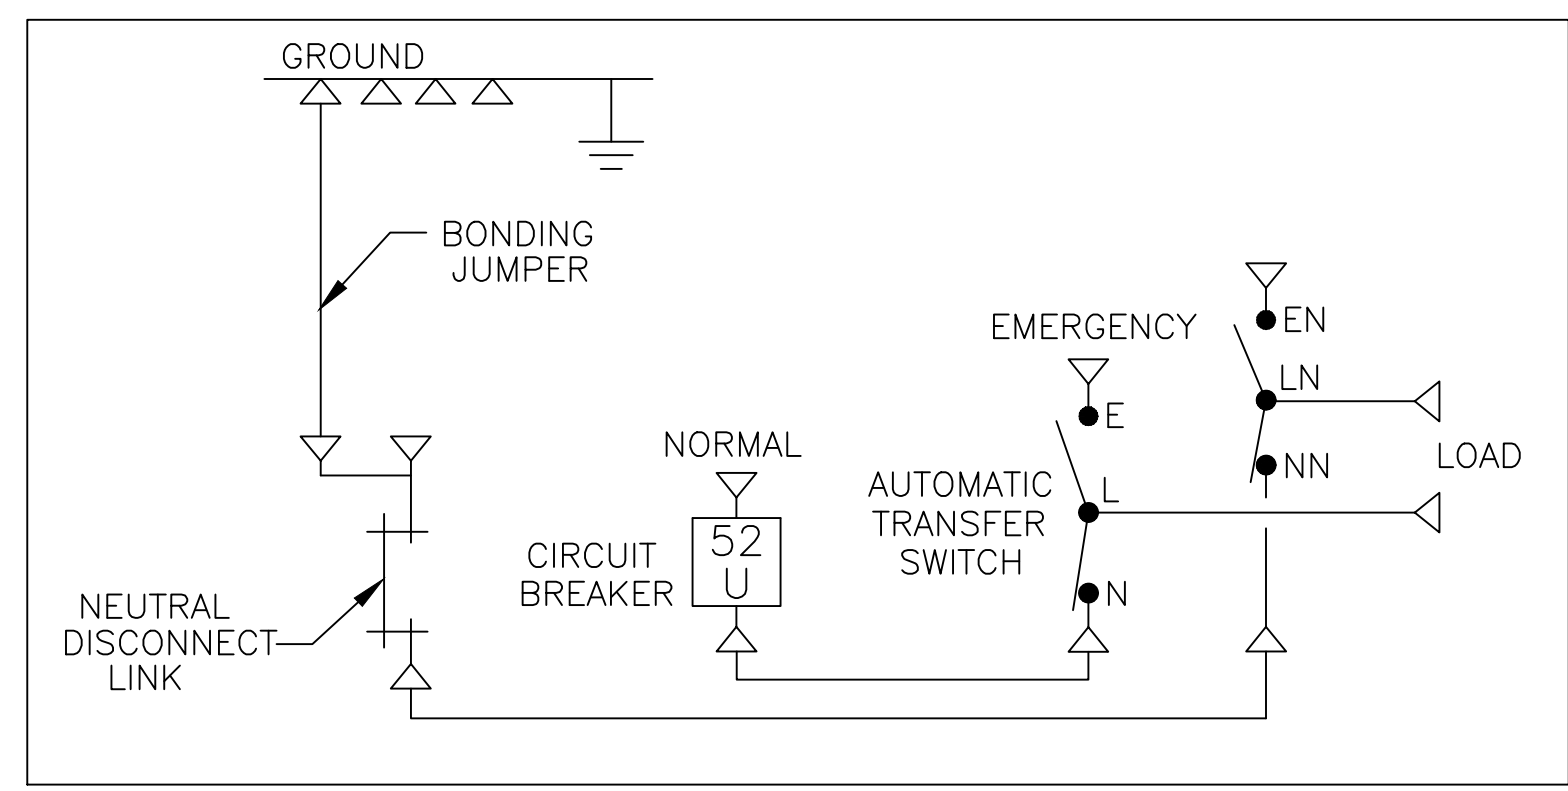 GROUND
BONDING
JUMPER
EMERGENCY
EN
LN
E
NORMAL
NN
LOAD
AUTOMATIC
TRANSFER
SWITCH
L
52
U
CIRCUIT
BREAKER
N
NEUTRAL
DISCONNECT
LINK